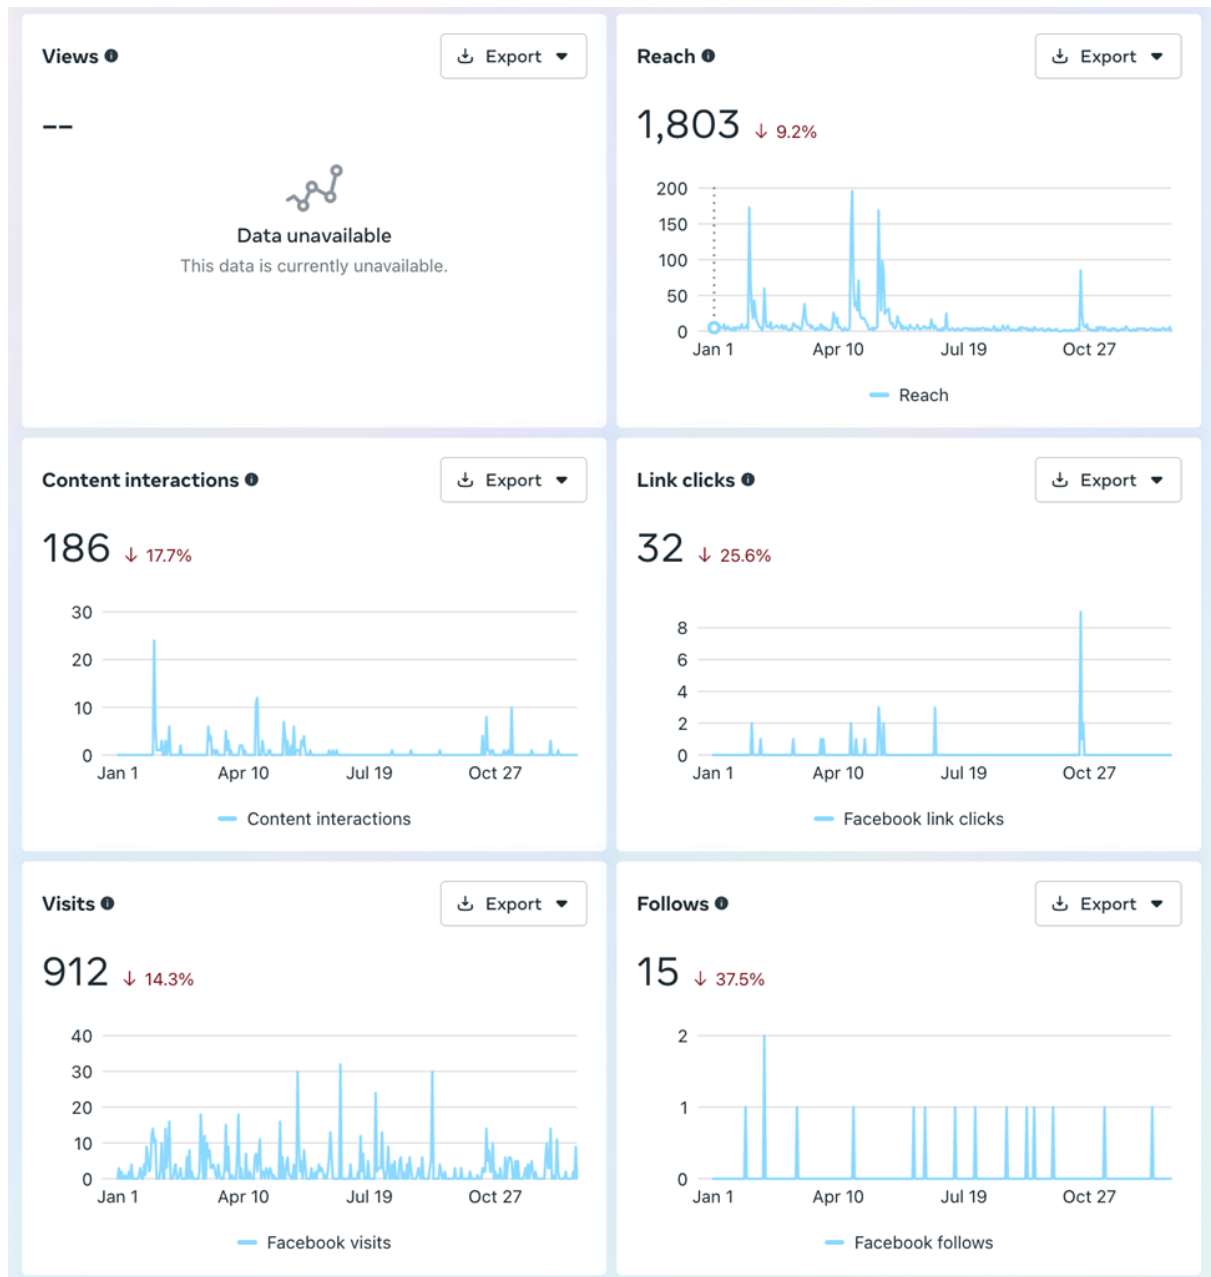 Views
Export
--
Data unavailable
This data is currently unavailable.
Reach
Export
1,803 ↓ 9.2%
200
150
100
50
0
Jan 1 Apr 10 Jul 19 Oct 27
Reach
Content interactions
Export
186 ↓ 17.7%
30
20
10
0
Jan 1 Apr 10 Jul 19 Oct 27
Content interactions
Link clicks
Export
32 ↓ 25.6%
8
6
4
2
0
Jan 1 Apr 10 Jul 19 Oct 27
Facebook link clicks
Visits
Export
912 ↓ 14.3%
40
30
20
10
0
Jan 1 Apr 10 Jul 19 Oct 27
Facebook visits
Follows
Export
15 ↓ 37.5%
2
1
0
Jan 1 Apr 10 Jul 19 Oct 27
Facebook follows